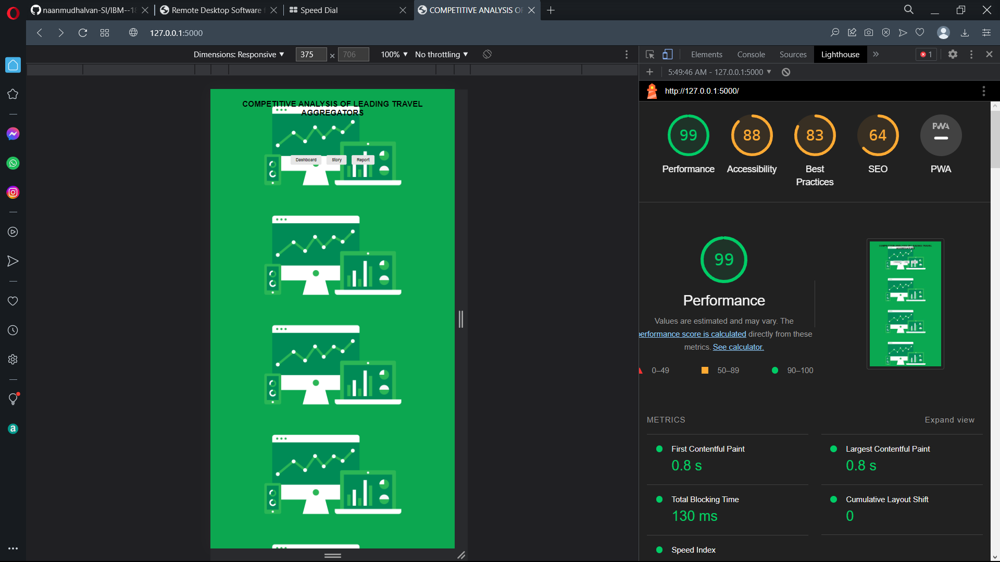 naanmudhalvan-SI/IBM--1
Remote Desktop Software
Speed Dial
COMPETITIVE ANALYSIS O
127.0.0.1:5000
Dimensions: Responsive ▼
375
×
706
100% ▼
No throttling ▼
Elements
Console
Sources
Lighthouse
»
1
5:49:46 AM - 127.0.0.1:5000 ▼
http://127.0.0.1:5000/
COMPETITIVE ANALYSIS OF LEADING TRAVEL
AGGREGATORS
Dashboard
Story
Report
99
88
83
64
PWA
Performance
Accessibility
Best
Practices
SEO
PWA
99
Performance
Values are estimated and may vary. The
performance score is calculated directly from these
metrics. See calculator.
0–49
50–89
90–100
METRICS
Expand view
First Contentful Paint
0.8 s
Largest Contentful Paint
0.8 s
Total Blocking Time
130 ms
Cumulative Layout Shift
0
Speed Index
a